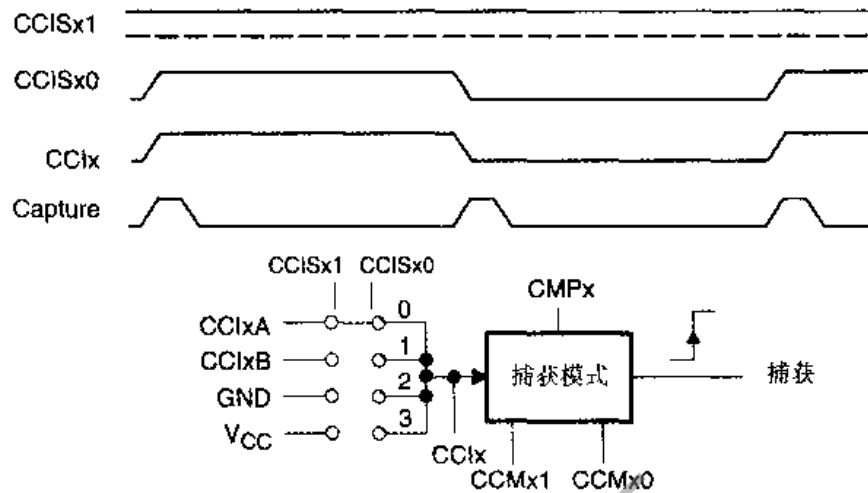 CCISx1
CCISx0
CCIx
Capture
CCISx1 CCISx0
CMPx
CCIxA 0
CCIxB 1
GND 2
VCC 3
捕获模式
捕获
CCIx
CCMx1 CCMx0